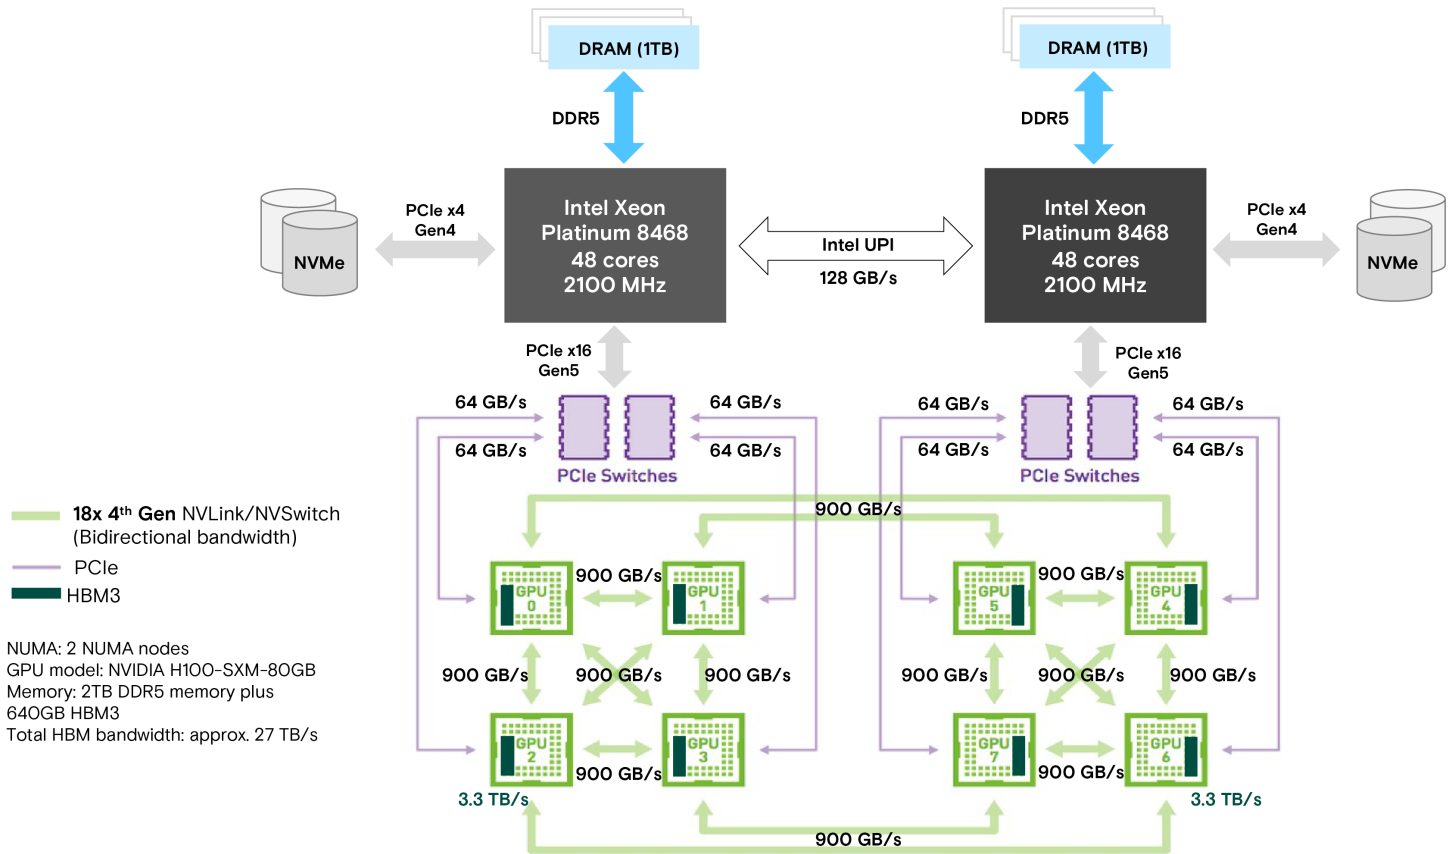 DRAM (1TB)
DRAM (1TB)
DDR5
DDR5
Intel Xeon
Platinum 8468
48 cores
2100 MHz
Intel Xeon
Platinum 8468
48 cores
2100 MHz
PCIe x4
Gen4
NVMe
Intel UPI
128 GB/s
PCIe x4
Gen4
NVMe
PCIe x16
Gen5
PCIe x16
Gen5
64 GB/s
64 GB/s
64 GB/s
64 GB/s
64 GB/s
64 GB/s
64 GB/s
64 GB/s
PCIe Switches
PCIe Switches
18x 4th Gen NVLink/NVSwitch
(Bidirectional bandwidth)
PCIe
HBM3
NUMA: 2 NUMA nodes
GPU model: NVIDIA H100-SXM-80GB
Memory: 2TB DDR5 memory plus
640GB HBM3
Total HBM bandwidth: approx. 27 TB/s
900 GB/s
900 GB/s
900 GB/s
GPU
0
GPU
1
GPU
5
GPU
4
900 GB/s
900 GB/s
900 GB/s
900 GB/s
900 GB/s
900 GB/s
GPU
2
GPU
3
GPU
7
GPU
6
900 GB/s
900 GB/s
3.3 TB/s
3.3 TB/s
900 GB/s